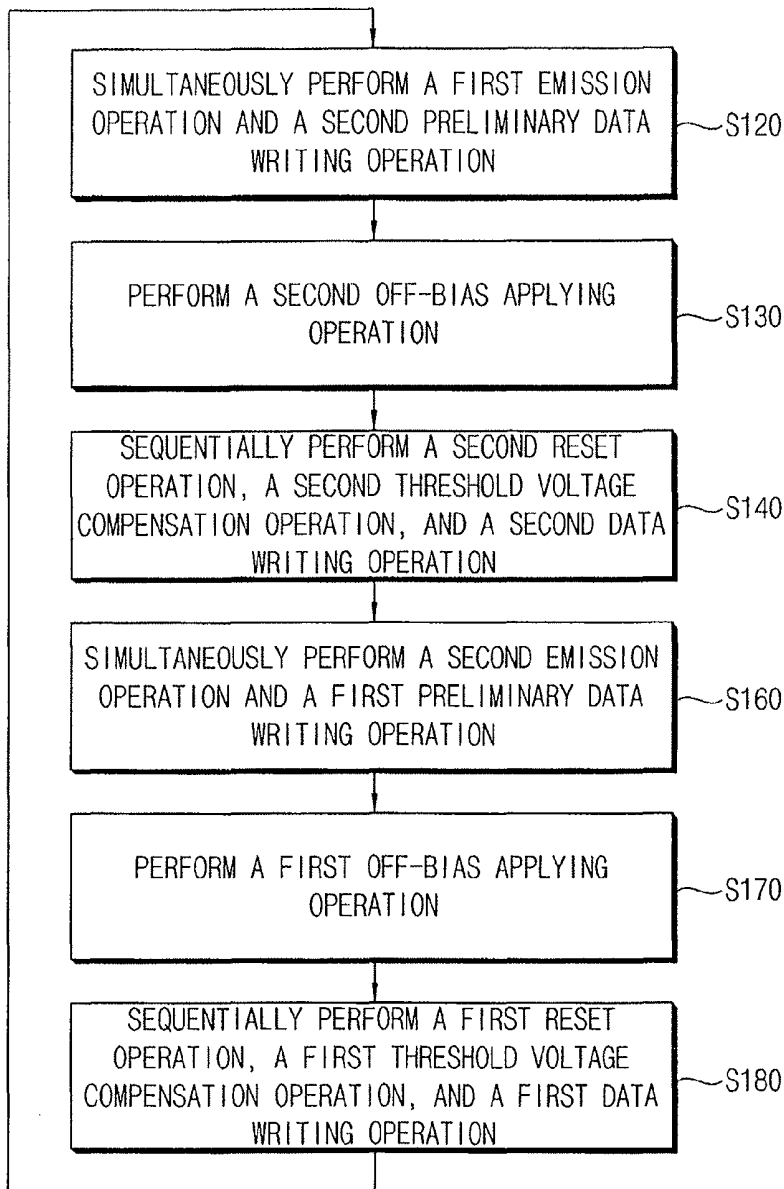 SIMULTANEOUSLY PERFORM A FIRST EMISSION
OPERATION AND A SECOND PRELIMINARY DATA
WRITING OPERATION
S120
PERFORM A SECOND OFF-BIAS APPLYING
OPERATION
S130
SEQUENTIALLY PERFORM A SECOND RESET
OPERATION, A SECOND THRESHOLD VOLTAGE
COMPENSATION OPERATION, AND A SECOND DATA
WRITING OPERATION
S140
SIMULTANEOUSLY PERFORM A SECOND EMISSION
OPERATION AND A FIRST PRELIMINARY DATA
WRITING OPERATION
S160
PERFORM A FIRST OFF-BIAS APPLYING
OPERATION
S170
SEQUENTIALLY PERFORM A FIRST RESET
OPERATION, A FIRST THRESHOLD VOLTAGE
COMPENSATION OPERATION, AND A FIRST DATA
WRITING OPERATION
S180